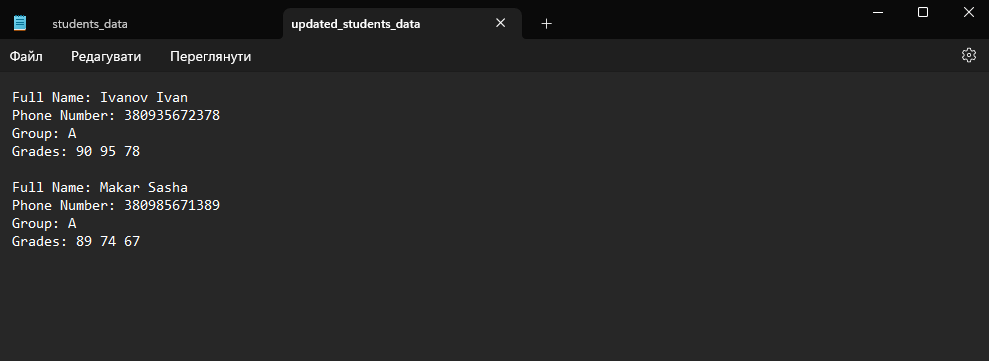 students_data
updated_students_data
Файл Редагувати Переглянути
Full Name: Ivanov Ivan
Phone Number: 380935672378
Group: A
Grades: 90 95 78
Full Name: Makar Sasha
Phone Number: 380985671389
Group: A
Grades: 89 74 67